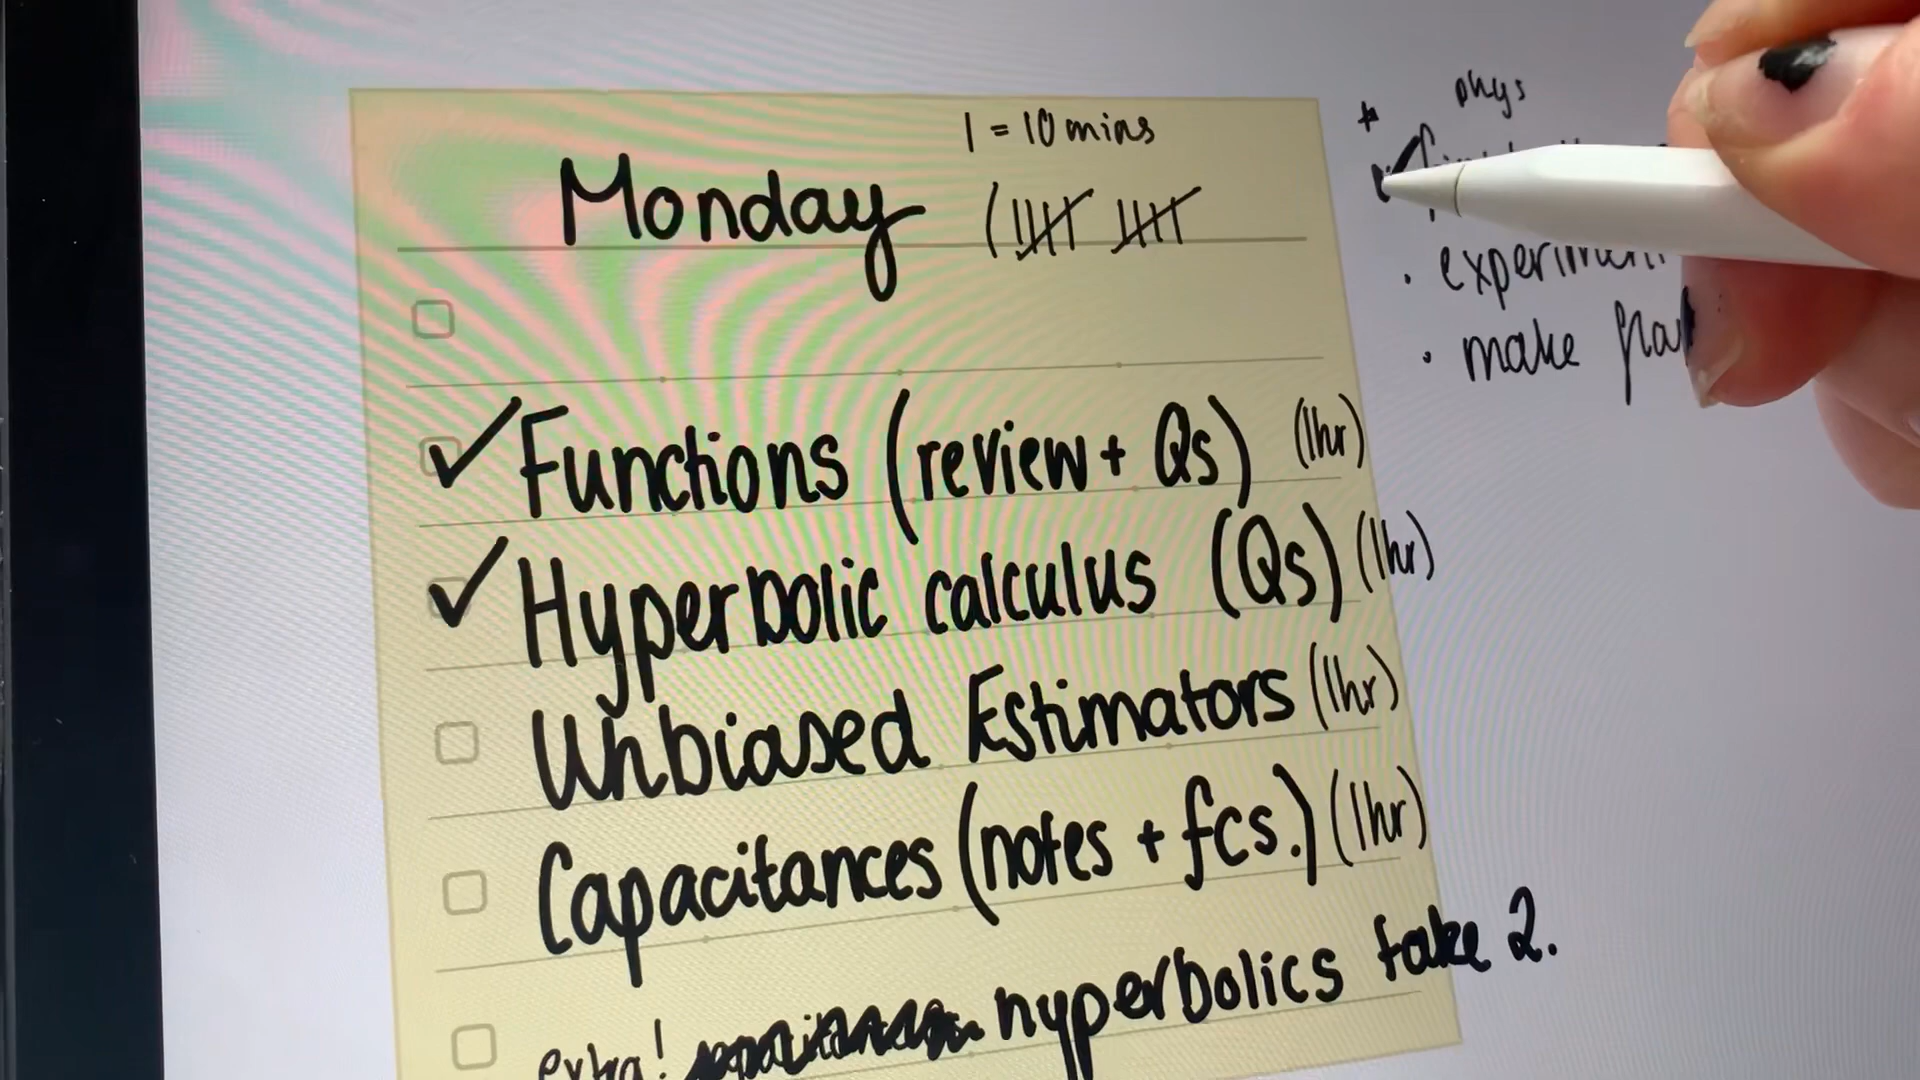 1 = 10 mins
Monday
Functions (review + Qs) (1hr)
Hyperbolic calculus (Qs) (1hr)
Unbiased Estimators (1hr)
Capacitances (notes + fcs.) (1hr)
extra! hyperbolics take 2.
* phys
• experiment
• make